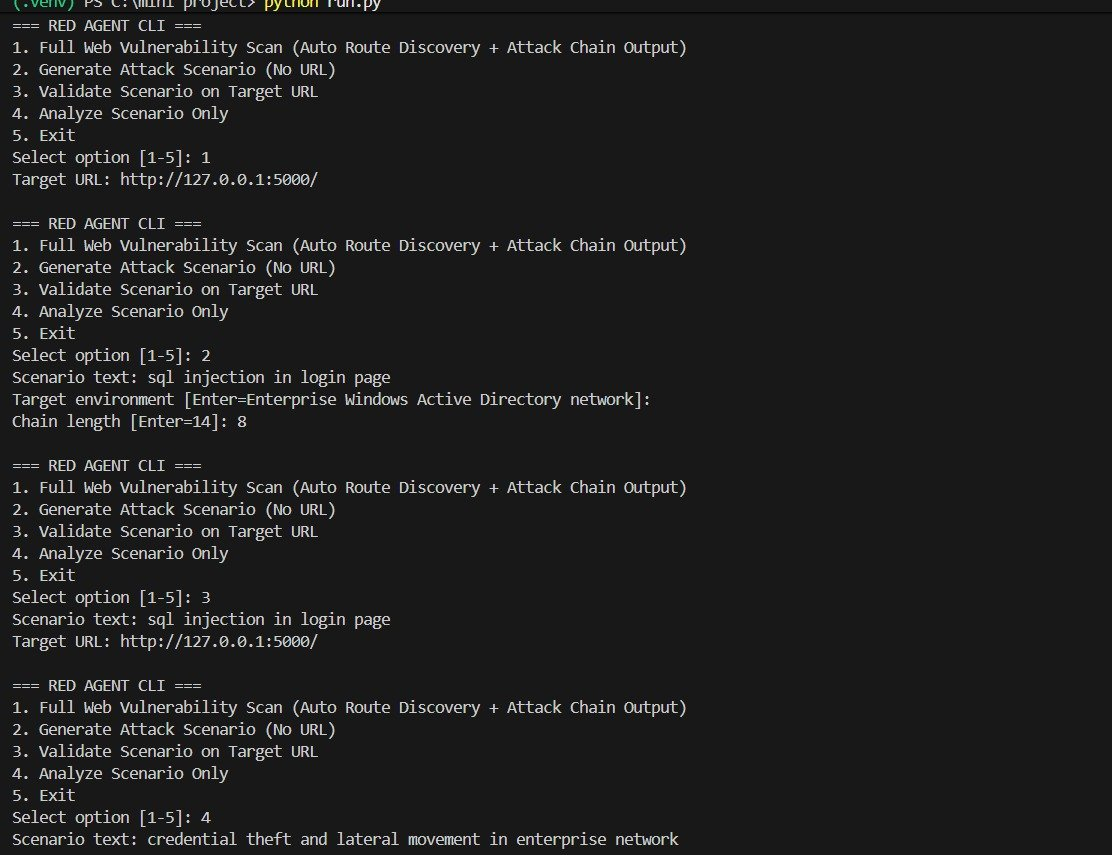 (.venv) PS C:\mini project> python run.py
=== RED AGENT CLI ===
1. Full Web Vulnerability Scan (Auto Route Discovery + Attack Chain Output)
2. Generate Attack Scenario (No URL)
3. Validate Scenario on Target URL
4. Analyze Scenario Only
5. Exit
Select option [1-5]: 1
Target URL: http://127.0.0.1:5000/
=== RED AGENT CLI ===
1. Full Web Vulnerability Scan (Auto Route Discovery + Attack Chain Output)
2. Generate Attack Scenario (No URL)
3. Validate Scenario on Target URL
4. Analyze Scenario Only
5. Exit
Select option [1-5]: 2
Scenario text: sql injection in login page
Target environment [Enter=Enterprise Windows Active Directory network]:
Chain length [Enter=14]: 8
=== RED AGENT CLI ===
1. Full Web Vulnerability Scan (Auto Route Discovery + Attack Chain Output)
2. Generate Attack Scenario (No URL)
3. Validate Scenario on Target URL
4. Analyze Scenario Only
5. Exit
Select option [1-5]: 3
Scenario text: sql injection in login page
Target URL: http://127.0.0.1:5000/
=== RED AGENT CLI ===
1. Full Web Vulnerability Scan (Auto Route Discovery + Attack Chain Output)
2. Generate Attack Scenario (No URL)
3. Validate Scenario on Target URL
4. Analyze Scenario Only
5. Exit
Select option [1-5]: 4
Scenario text: credential theft and lateral movement in enterprise network